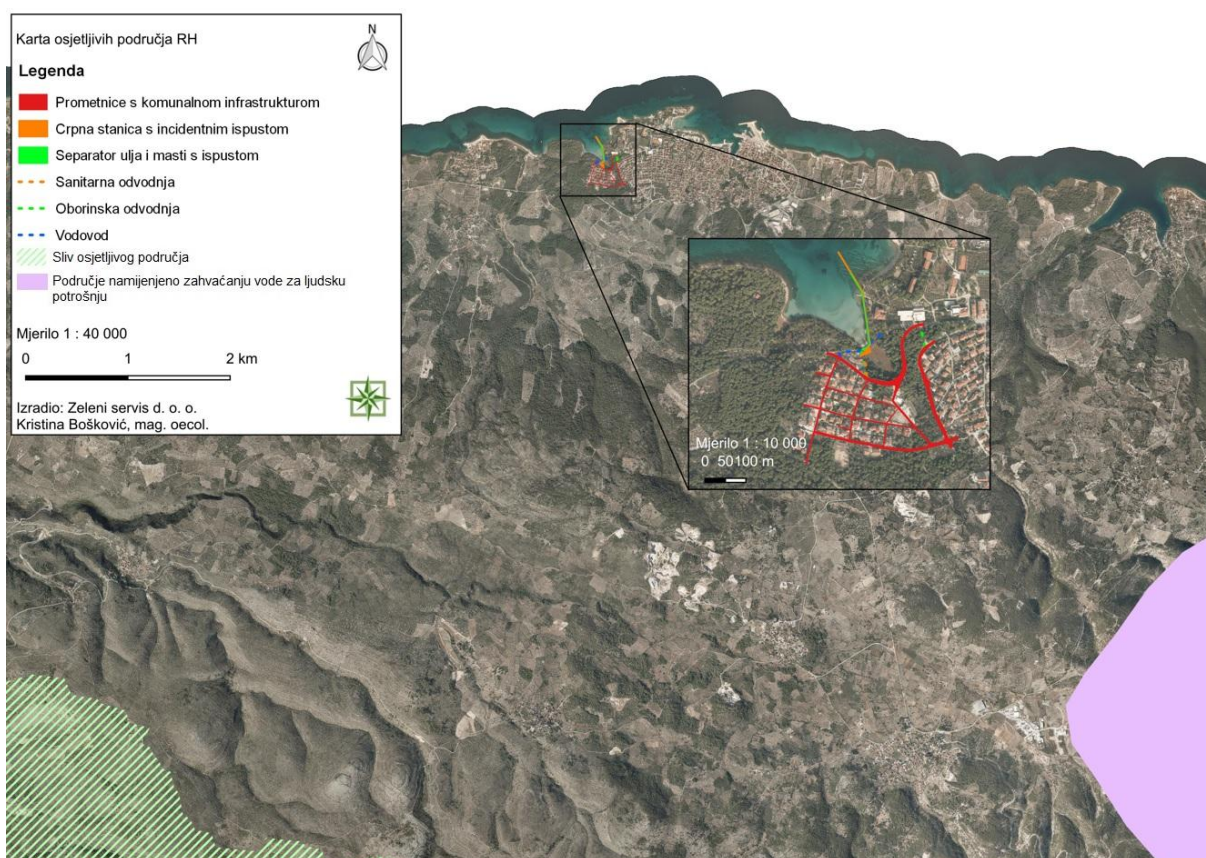 Karta osjetljivih područja RH
N
Legenda
Prometnice s komunalnom infrastrukturom
Crpna stanica s incidentnim ispustom
Separator ulja i masti s ispustom
Sanitarna odvodnja
Oborinska odvodnja
Vodovod
Sliv osjetljivog područja
Područje namijenjeno zahvaćanju vode za ljudsku
potrošnju
Mjerilo 1 : 40 000
0 1 2 km
Izradio: Zeleni servis d. o. o.
Kristina Bošković, mag. oecol.
Mjerilo 1 : 10 000
0 50100 m